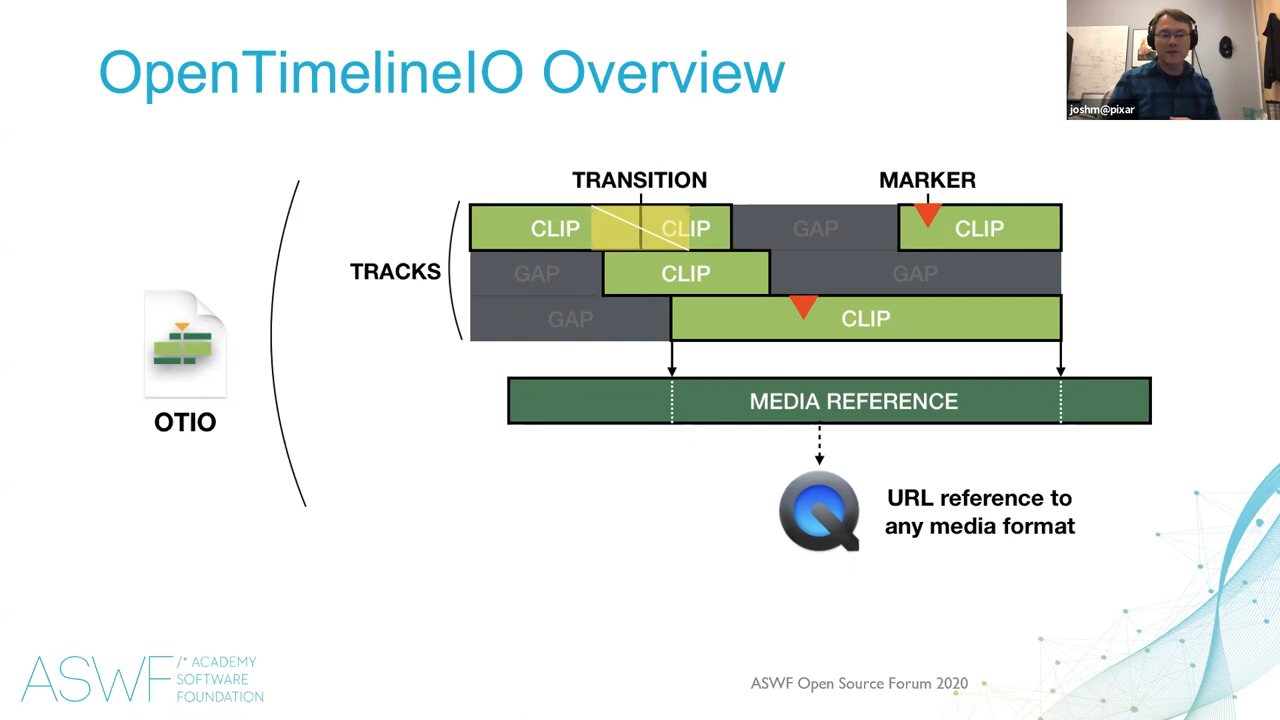 OpenTimelineIO Overview
joshm@pixar
TRANSITION
MARKER
CLIP
CLIP
GAP
CLIP
TRACKS
GAP
CLIP
GAP
GAP
CLIP
MEDIA REFERENCE
OTIO
URL reference to
any media format
ASWF
/* ACADEMY
SOFTWARE
FOUNDATION
ASWF Open Source Forum 2020